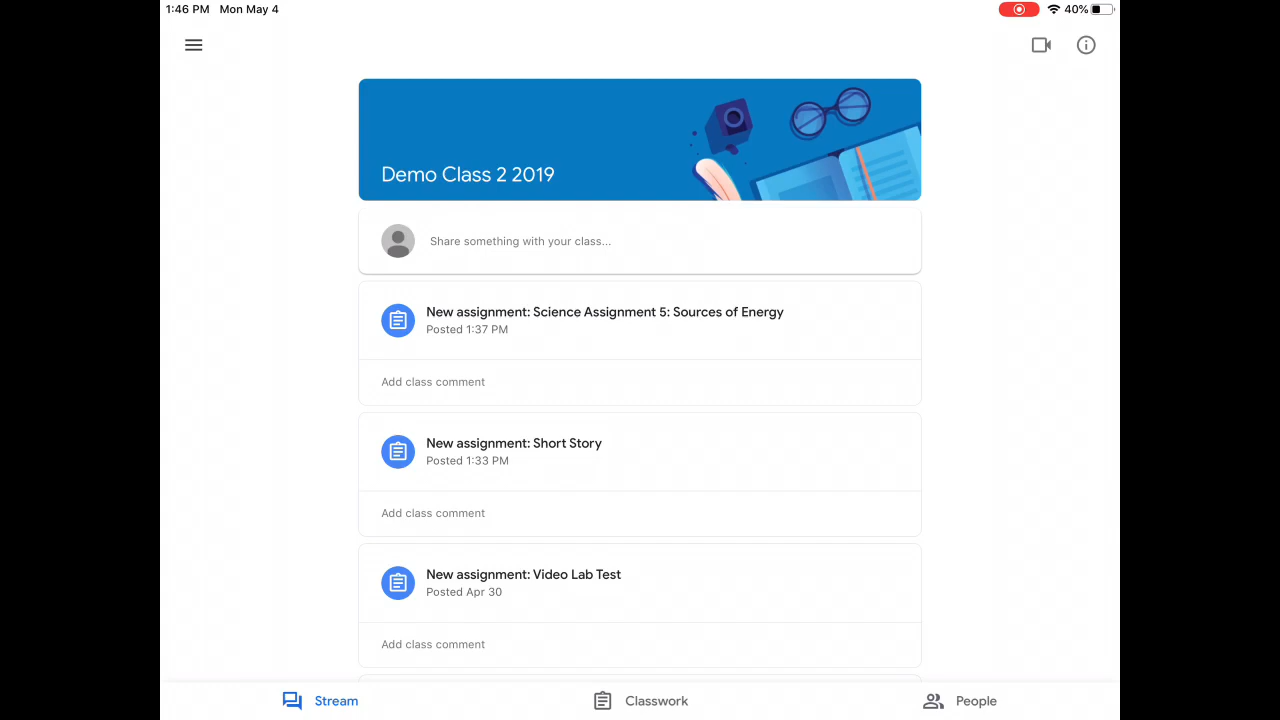 1:46 PM Mon May 4 40%
Demo Class 2 2019
Share something with your class...
New assignment: Science Assignment 5: Sources of Energy
Posted 1:37 PM
Add class comment
New assignment: Short Story
Posted 1:33 PM
Add class comment
New assignment: Video Lab Test
Posted Apr 30
Add class comment
Stream Classwork People